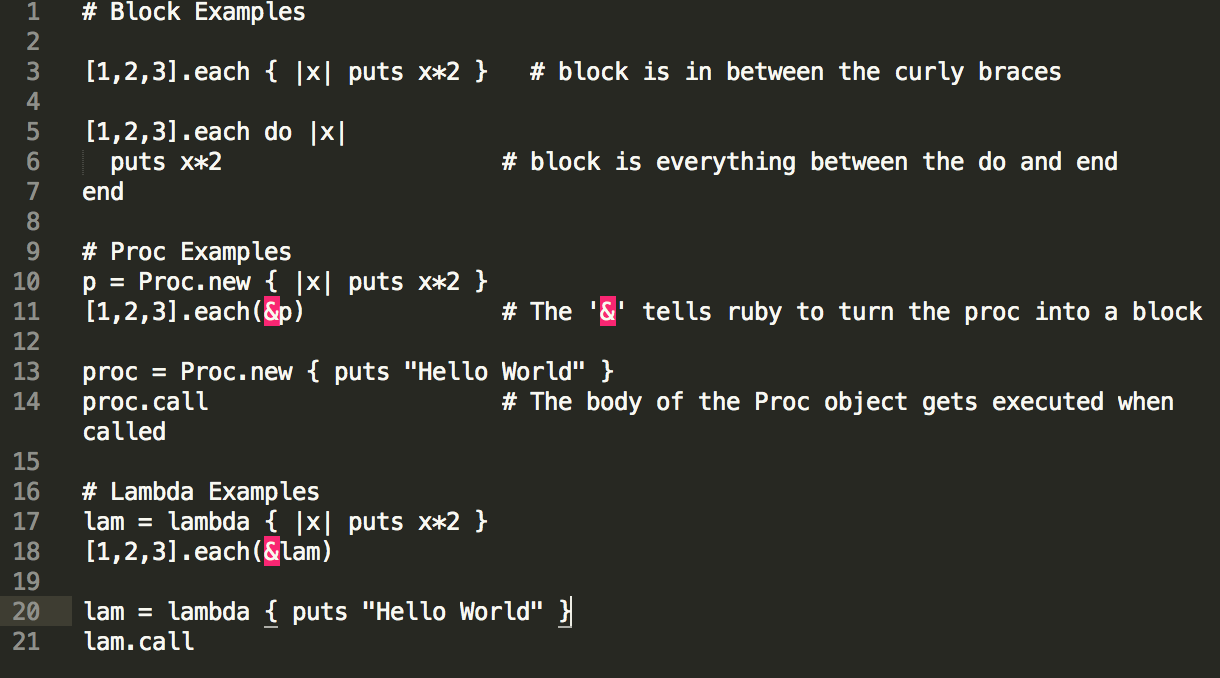 1 # Block Examples
2
3 [1,2,3].each { |x| puts x*2 } # block is in between the curly braces
4
5 [1,2,3].each do |x|
6 puts x*2 # block is everything between the do and end
7 end
8
9 # Proc Examples
10 p = Proc.new { |x| puts x*2 }
11 [1,2,3].each(&p) # The '&' tells ruby to turn the proc into a block
12
13 proc = Proc.new { puts "Hello World" }
14 proc.call # The body of the Proc object gets executed when
called
15
16 # Lambda Examples
17 lam = lambda { |x| puts x*2 }
18 [1,2,3].each(&lam)
19
20 lam = lambda { puts "Hello World" }
21 lam.call